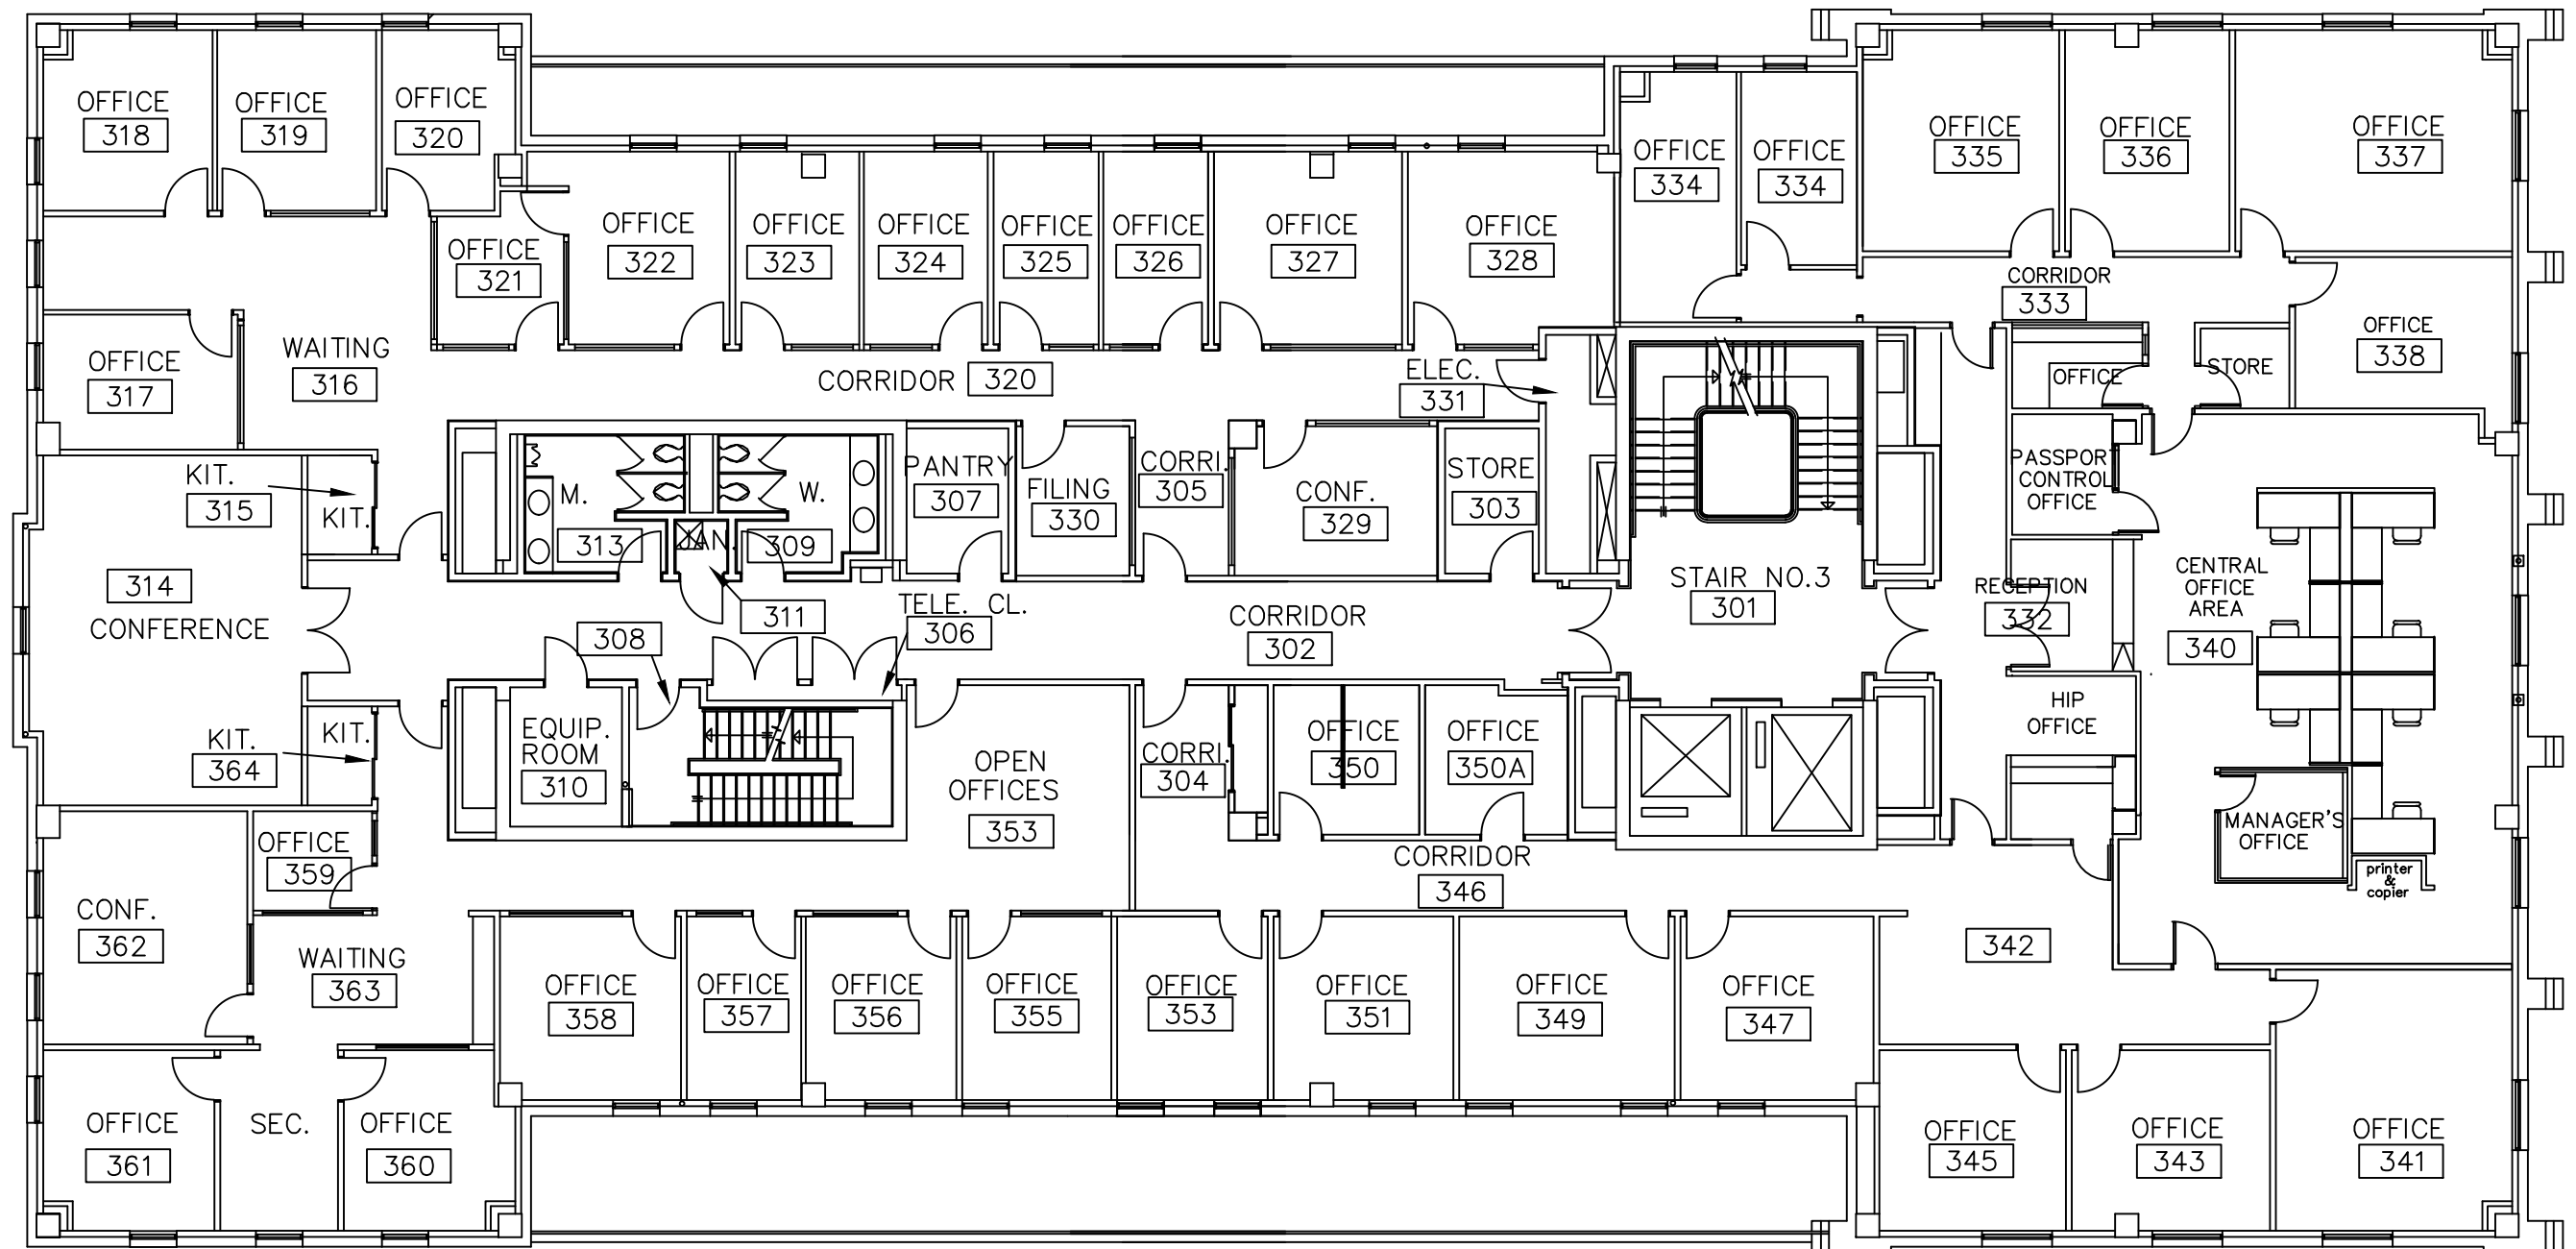 OFFICE
318
OFFICE
319
OFFICE
320
OFFICE
321
OFFICE
322
OFFICE
323
OFFICE
324
OFFICE
325
OFFICE
326
OFFICE
327
OFFICE
328
OFFICE
334
OFFICE
334
OFFICE
335
OFFICE
336
OFFICE
337
CORRIDOR
333
OFFICE
338
OFFICE
STORE
OFFICE
317
WAITING
316
CORRIDOR 320
ELEC.
331
KIT.
315
KIT.
M.
313
JAN.
W.
309
PANTRY
307
FILING
330
CORRI.
305
CONF.
329
STORE
303
PASSPORT
CONTROL
OFFICE
314
CONFERENCE
308
311
TELE. CL.
306
CORRIDOR
302
STAIR NO.3
301
RECEPTION
332
CENTRAL
OFFICE
AREA
340
HIP
OFFICE
KIT.
364
KIT.
EQUIP.
ROOM
310
OPEN
OFFICES
353
CORRI.
304
OFFICE
350
OFFICE
350A
CORRIDOR
346
MANAGER'S
OFFICE
printer
&
copier
OFFICE
359
CONF.
362
WAITING
363
OFFICE
358
OFFICE
357
OFFICE
356
OFFICE
355
OFFICE
353
OFFICE
351
OFFICE
349
OFFICE
347
342
OFFICE
361
SEC.
OFFICE
360
OFFICE
345
OFFICE
343
OFFICE
341